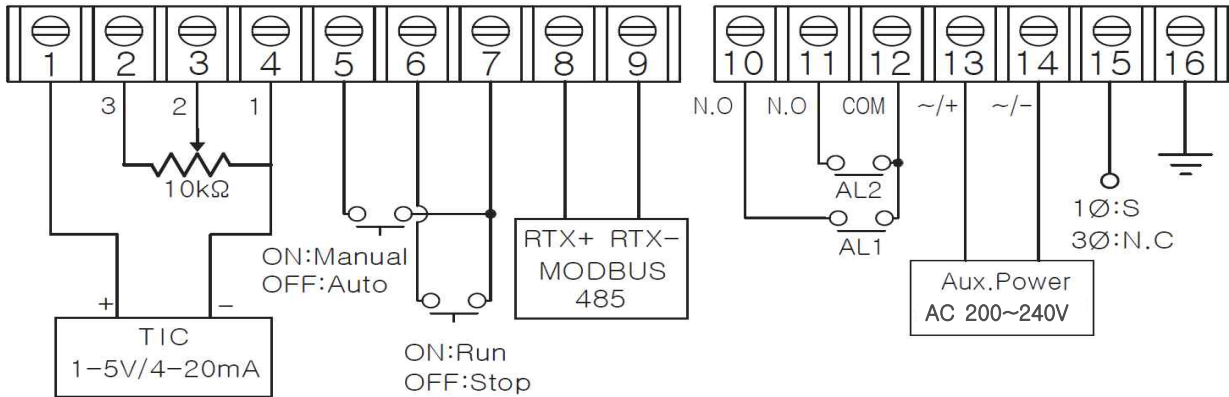 1 2 3 4 5 6 7 8 9
10 11 12 13 14 15 16
3 2 1
N.O N.O COM ~/+ ~/-
10kΩ
AL2
AL1
1Ø:S
3Ø:N.C
ON:Manual
OFF:Auto
RTX+ RTX-
MODBUS
485
Aux.Power
AC 200~240V
+ -
TIC
1-5V/4-20mA
ON:Run
OFF:Stop